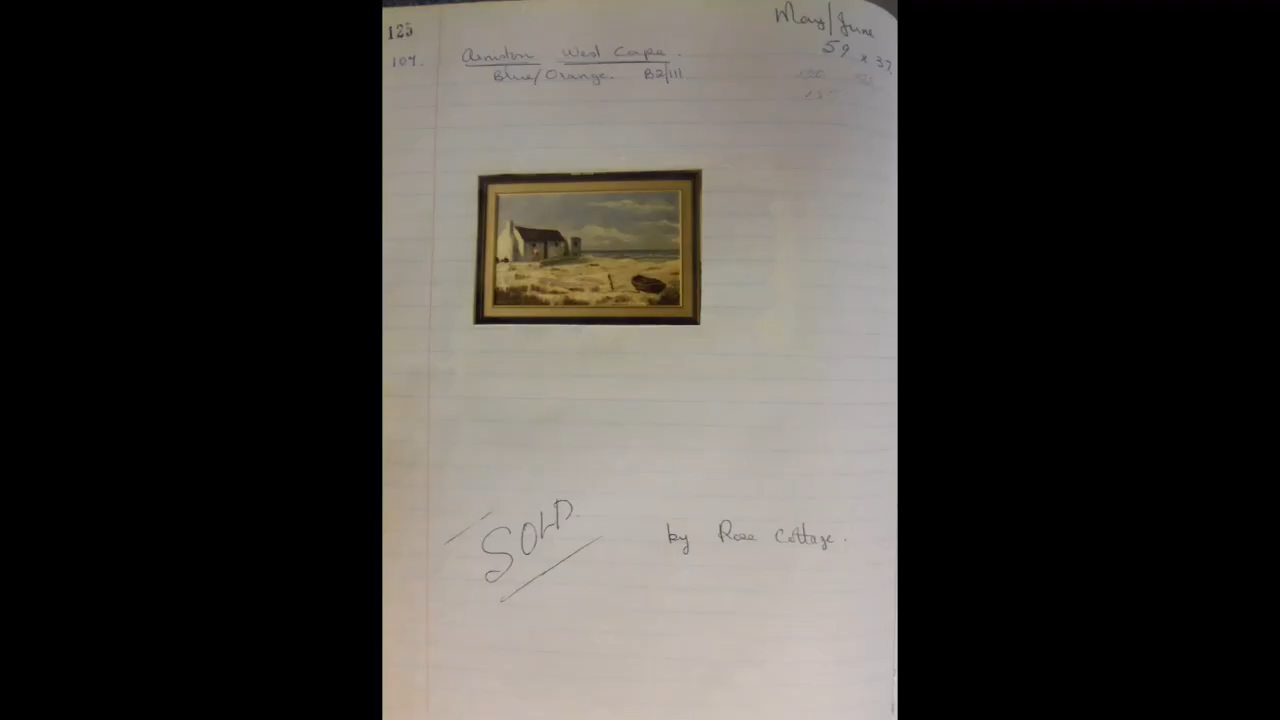 125
May/June
107. Arniston West Cape.
59 x 37
Blue/Orange. B2/111
SOLD.
by Rose Cottage.